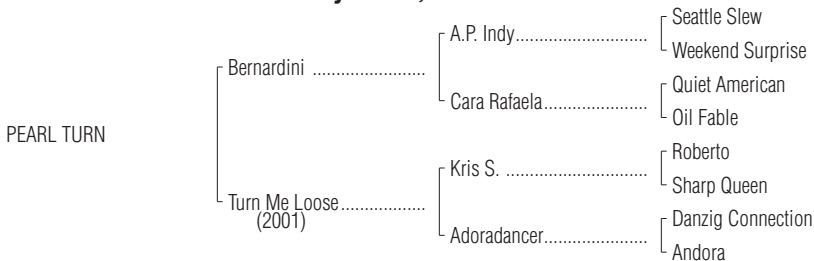 Seattle Slew
A.P. Indy..............................
Weekend Surprise
Bernardini ........................
Quiet American
Cara Rafaela.......................
Oil Fable
PEARL TURN
Roberto
Kris S. ..............................
Sharp Queen
Turn Me Loose..................
(2001)
Danzig Connection
Adoradancer.......................
Andora